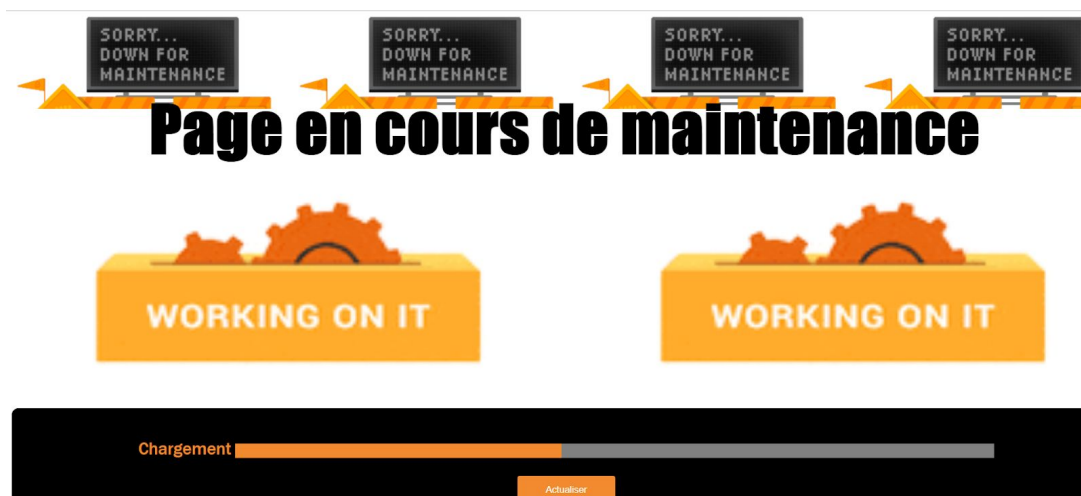 SORRY...
DOWN FOR
MAINTENANCE
SORRY...
DOWN FOR
MAINTENANCE
SORRY...
DOWN FOR
MAINTENANCE
SORRY...
DOWN FOR
MAINTENANCE
Page en cours de maintenance
WORKING ON IT
WORKING ON IT
Chargement
Actualiser